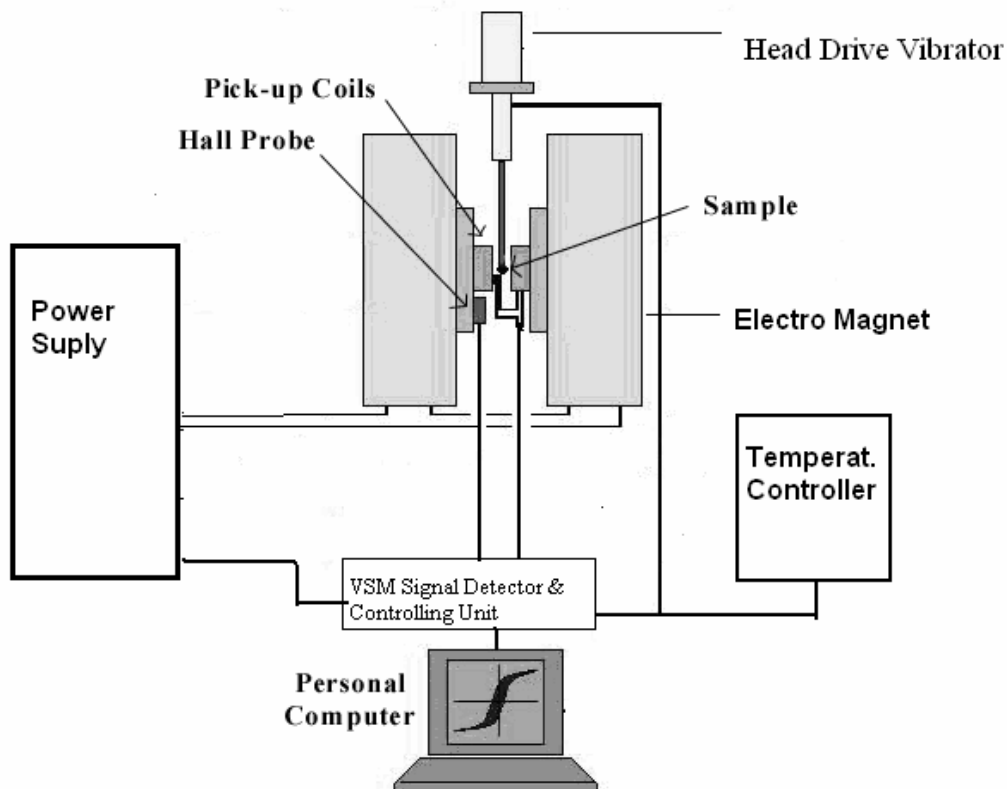 Head Drive Vibrator
Pick-up Coils
Hall Probe
Sample
Power
Suply
Electro Magnet
Temperat.
Controller
VSM Signal Detector &
Controlling Unit
Personal
Computer